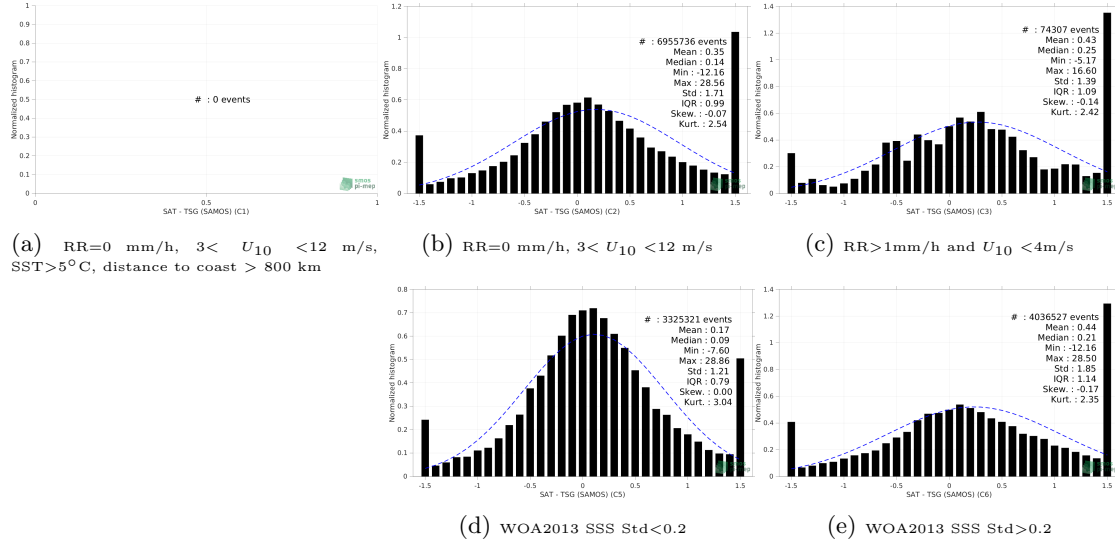 1
0.9
0.8
0.7
0.6
0.5
0.4
0.3
0.2
0.1
0
Normalized histogram
# : 0 events
smos
pi-mep
0 0.5 1
SAT - TSG (SAMOS) (C1)
(a) RR=0 mm/h, 3< U10 <12 m/s,
SST>5°C, distance to coast > 800 km
1.2
1
0.8
0.6
0.4
0.2
0
Normalized histogram
# : 6955736 events
Mean : 0.35
Median : 0.14
Min : -12.16
Max : 28.56
Std : 1.71
IQR : 0.99
Skew. : -0.07
Kurt. : 2.54
pi-mep
-1.5 -1 -0.5 0 0.5 1 1.5
SAT - TSG (SAMOS) (C2)
(b) RR=0 mm/h, 3< U10 <12 m/s
1.4
1.2
1
0.8
0.6
0.4
0.2
0
Normalized histogram
# : 74307 events
Mean : 0.43
Median : 0.25
Min : -5.17
Max : 16.60
Std : 1.39
IQR : 1.09
Skew. : -0.14
Kurt. : 2.42
-1.5 -1 -0.5 0 0.5 1 1.5
SAT - TSG (SAMOS) (C3)
(c) RR>1mm/h and U10 <4m/s
0.8
0.7
0.6
0.5
0.4
0.3
0.2
0.1
0
Normalized histogram
# : 3325321 events
Mean : 0.17
Median : 0.09
Min : -7.60
Max : 28.86
Std : 1.21
IQR : 0.79
Skew. : 0.00
Kurt. : 3.04
-1.5 -1 -0.5 0 0.5 1 1.5
SAT - TSG (SAMOS) (C5)
(d) WOA2013 SSS Std<0.2
1.4
1.2
1
0.8
0.6
0.4
0.2
0
Normalized histogram
# : 4036527 events
Mean : 0.44
Median : 0.21
Min : -12.16
Max : 28.50
Std : 1.85
IQR : 1.14
Skew. : -0.17
Kurt. : 2.35
-1.5 -1 -0.5 0 0.5 1 1.5
SAT - TSG (SAMOS) (C6)
(e) WOA2013 SSS Std>0.2